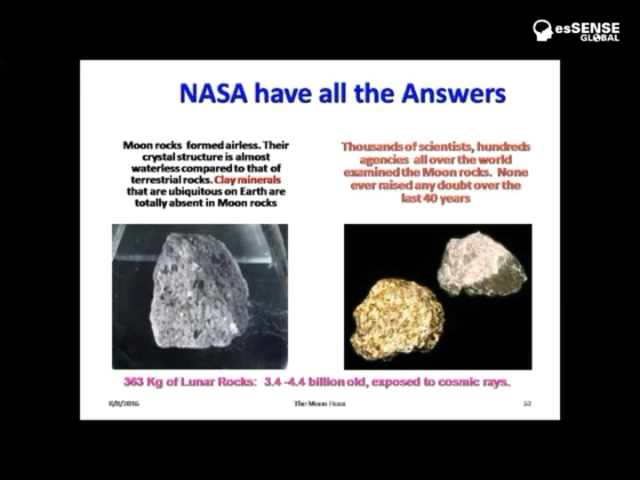 esSENSE
GLOBAL
NASA have all the Answers
Moon rocks formed airless. Their
crystal structure is almost
waterless compared to that of
terrestrial rocks. Clay minerals
that are ubiquitous on Earth are
totally absent in Moon rocks
Thousands of scientists, hundreds
agencies all over the world
examined the Moon rocks. None
ever raised any doubt over the
last 40 years
363 Kg of Lunar Rocks: 3.4 -4.4 billion old, exposed to cosmic rays.
8/8/2016
The Moon Hoax
52